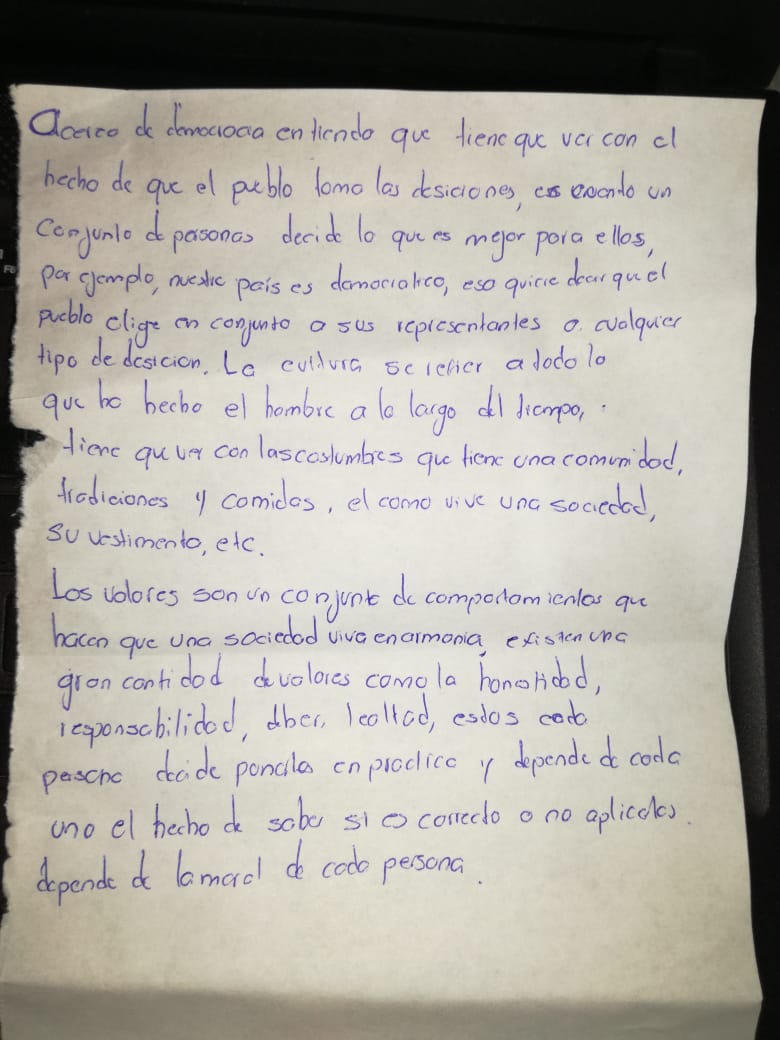 Acerca de democracia entiendo que tiene que ver con el
hecho de que el pueblo toma las desiciones, es cuando un
Conjunto de personas decide lo que es mejor para ellos,
por ejemplo, nuestro país es democratico, eso quiere decir que el
pueblo elige en conjunto a sus representantes o cualquier
tipo de desicion. La cultura se refier a todo lo
que ha hecho el hombre a lo largo del tiempo,
tiene que ver con las costumbres que tiene una comunidad,
tradiciones y comidas, el como vive una sociedad,
su vestimenta, etc.
Los valores son un conjunto de comportamientos que
hacen que una sociedad viva en armonia, existen una
gran cantidad de valores como la honestidad,
responsabilidad, deber, lealtad, estos cada
persona decide ponerlos en practica y depende de cada
uno el hecho de saber si es correcto o no aplicarlos.
depende de la moral de cada persona.